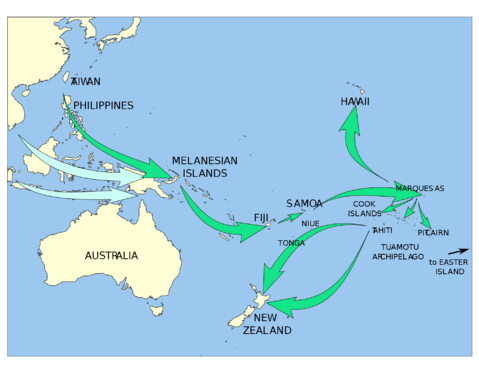 TAIWAN
PHILIPPINES
HAWAII
MELANESIAN
ISLANDS
MARQUESAS
SAMOA
COOK
ISLANDS
FIJI
NIUE
TAHITI
PITCAIRN
TONGA
TUAMOTU
ARCHIPELAGO
AUSTRALIA
to EASTER
ISLAND
NEW
ZEALAND